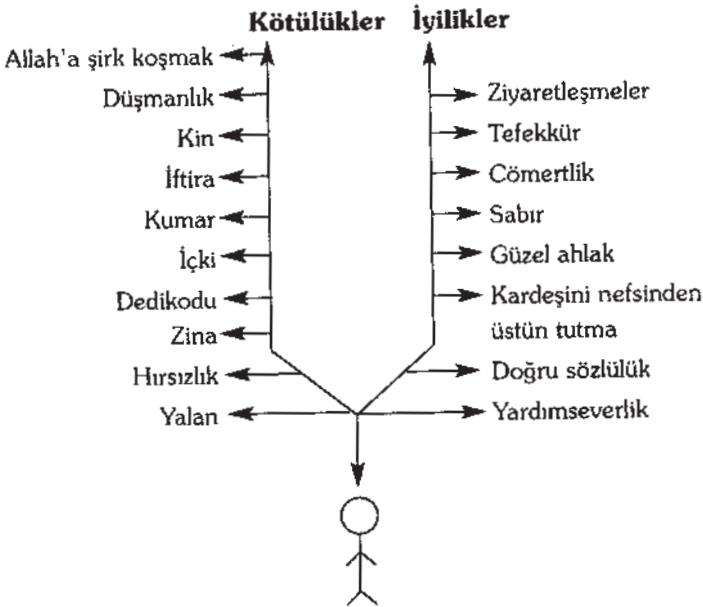 Kötülükler
Allah'a şirk koşmak
Düşmanlık
Kin
İftira
Kumar
İçki
Dedikodu
Zina
Hırsızlık
Yalan
İyilikler
Ziyaretleşmeler
Tefekkür
Cömertlik
Sabır
Güzel ahlak
Kardeşini nefsinden
üstün tutma
Doğru sözlülük
Yardımseverlik